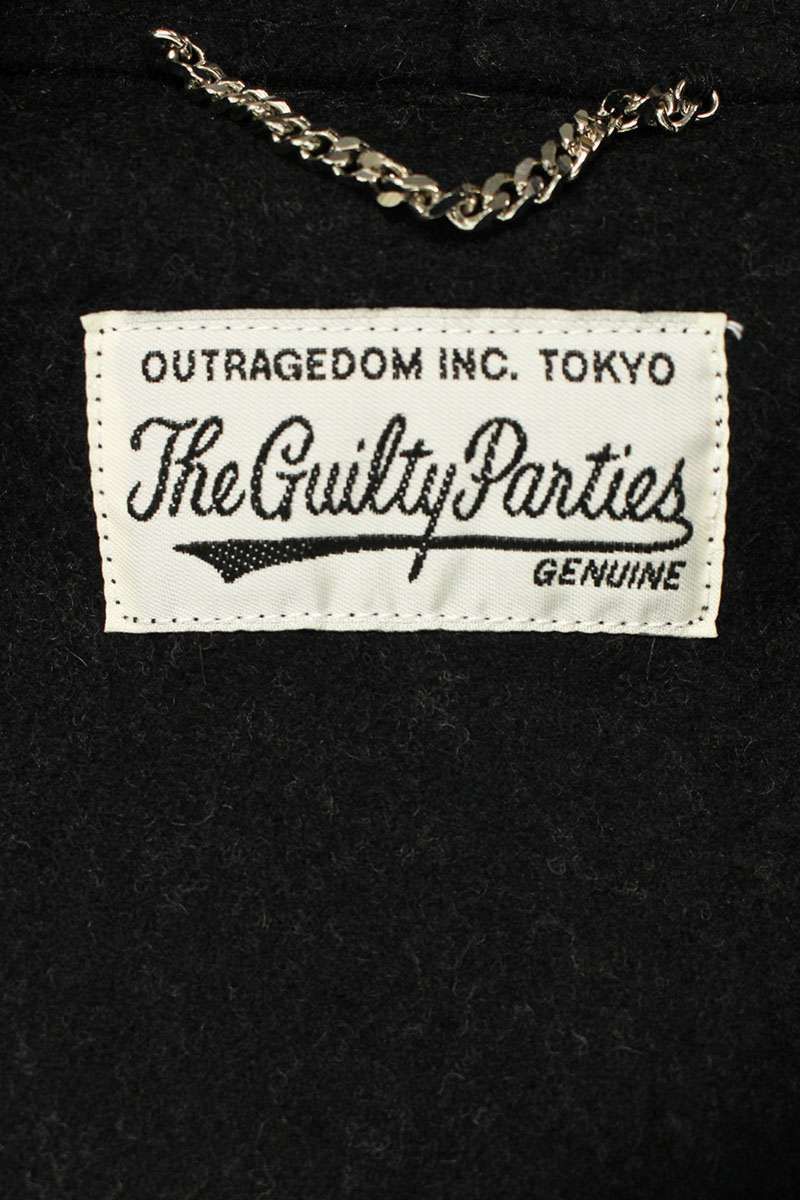 OUTRAGEDOM INC. TOKYO
The Guilty Parties
GENUINE